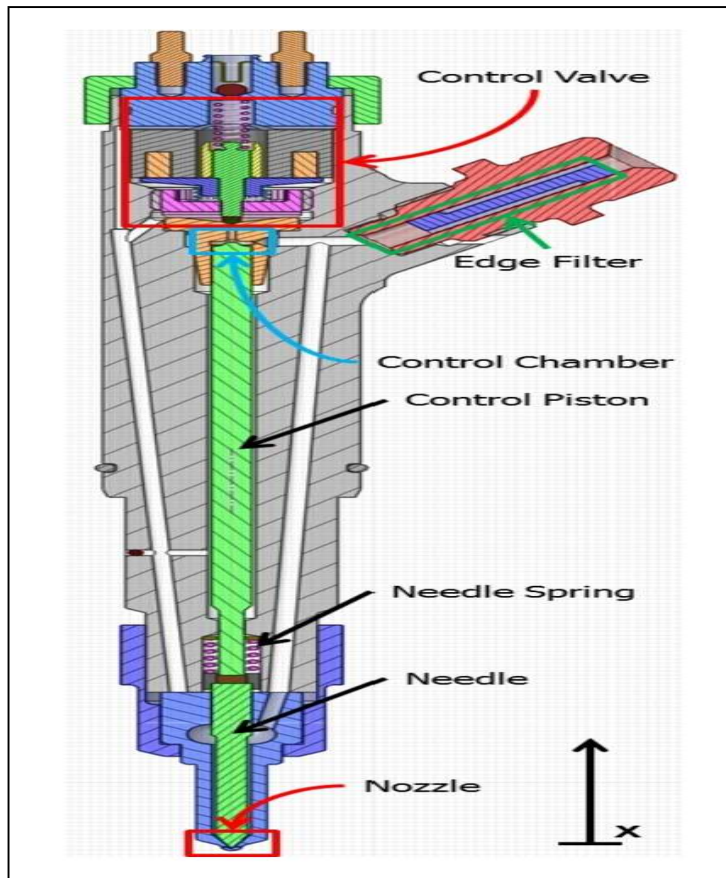 Control Valve
Edge Filter
Control Chamber
Control Piston
Needle Spring
Needle
Nozzle
x